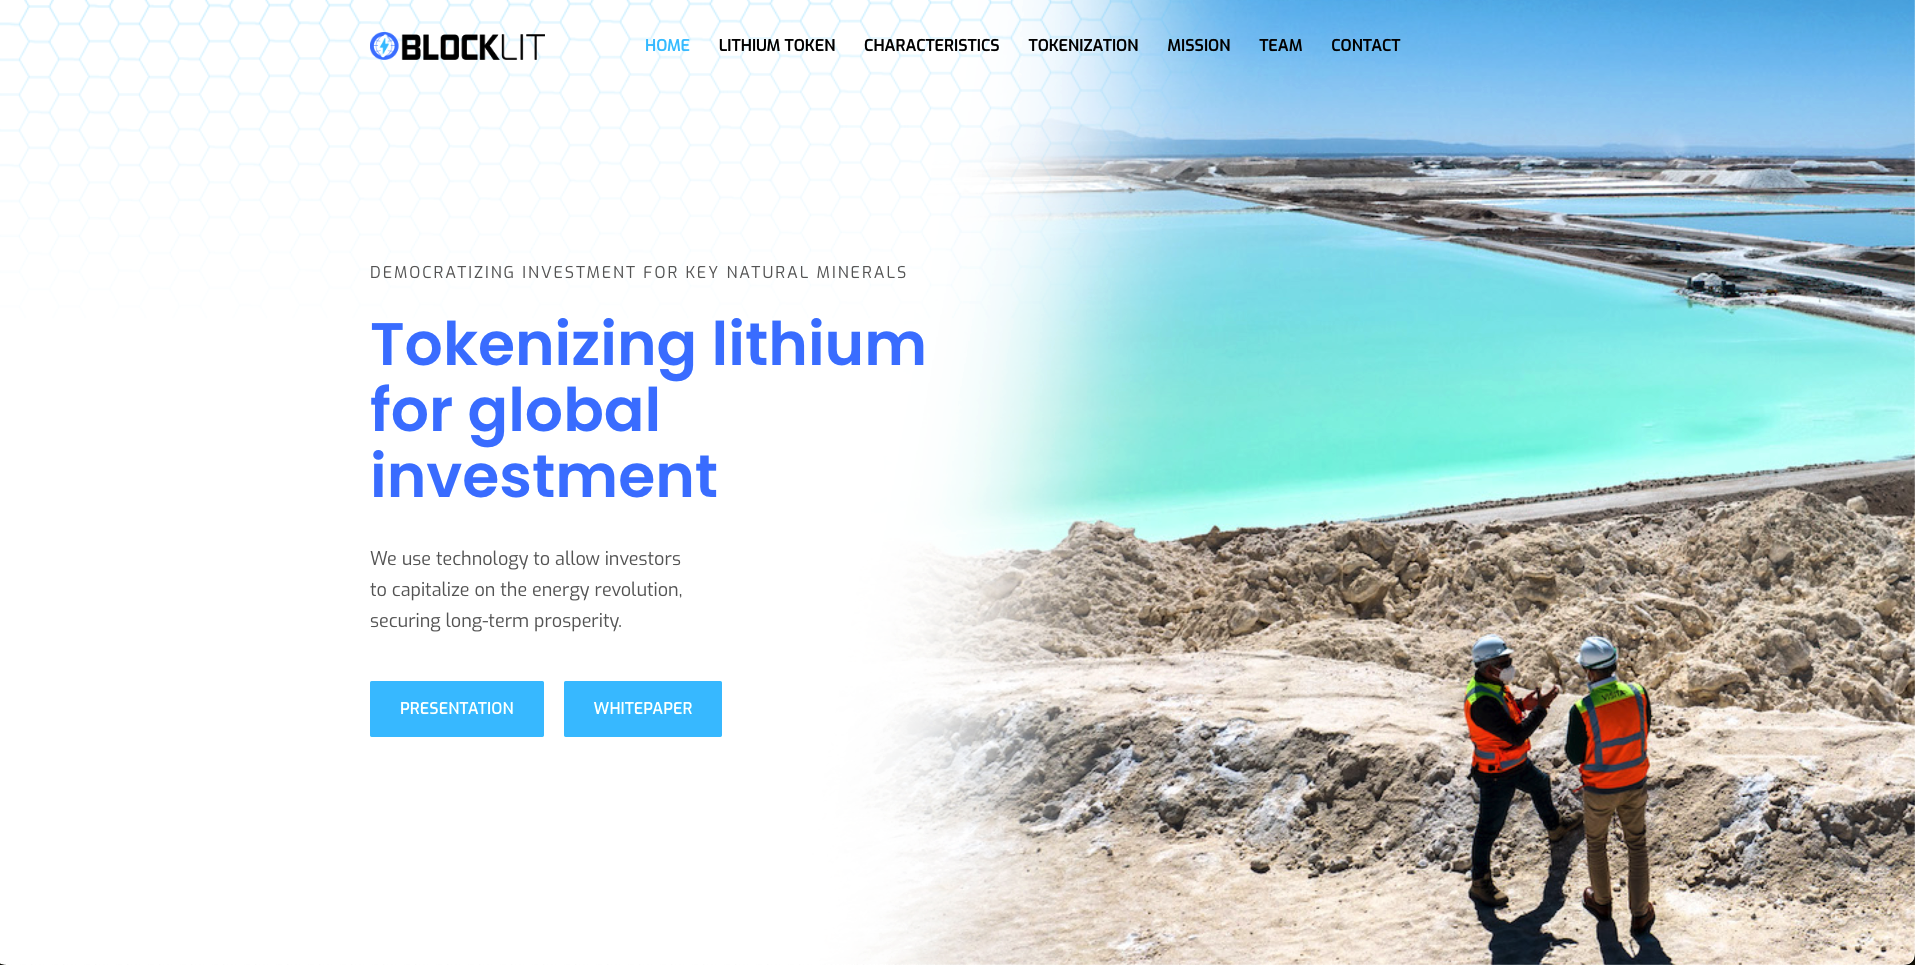 BLOCKLIT
HOME LITHIUM TOKEN CHARACTERISTICS TOKENIZATION MISSION TEAM CONTACT
DEMOCRATIZING INVESTMENT FOR KEY NATURAL MINERALS
Tokenizing lithium
for global
investment
We use technology to allow investors
to capitalize on the energy revolution,
securing long-term prosperity.
PRESENTATION WHITEPAPER
VISITA